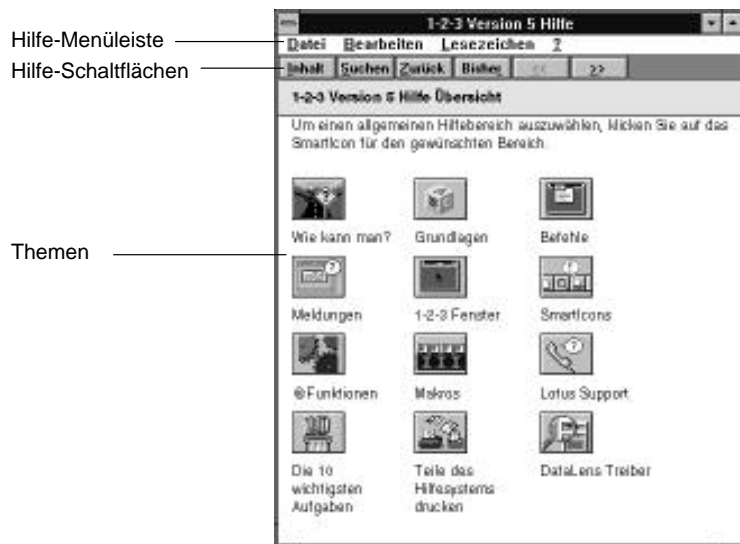 1-2-3 Version 5 Hilfe
Hilfe-Menüleiste
Datei Bearbeiten Lesezeichen ?
Hilfe-Schaltflächen
Inhalt Suchen Zurück Bisher << >>
1-2-3 Version 5 Hilfe Übersicht
Um einen allgemeinen Hilfebereich auszuwählen, klicken Sie auf das
SmartIcon für den gewünschten Bereich.
Wie kann man? Grundlagen Befehle
Themen
Meldungen 1-2-3 Fenster SmartIcons
@Funktionen Makros Lotus Support
Die 10 Teile des DataLens Treiber
wichtigsten Hilfesystems
Aufgaben drucken